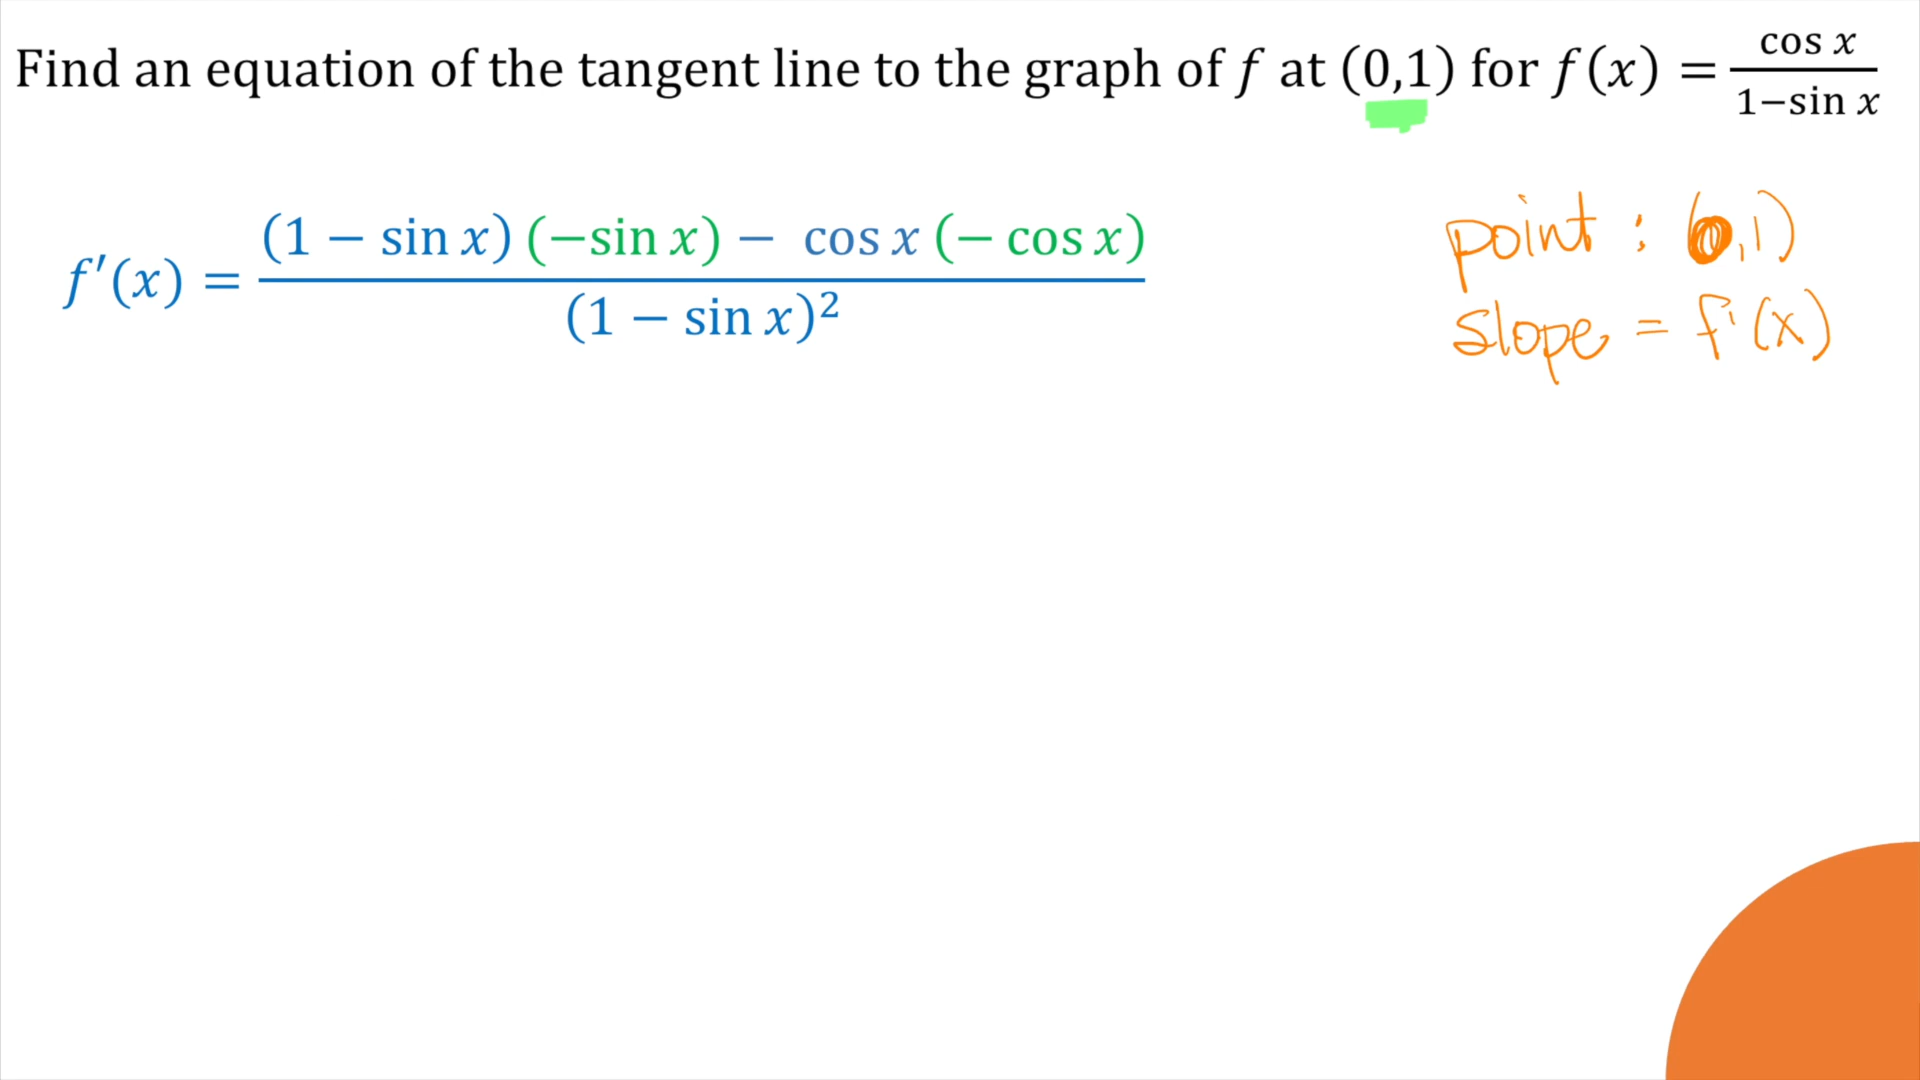 Find an equation of the tangent line to the graph of f at (0,1) for f(x) = cos x / 1−sin x
f′(x) = (1 − sin x) (−sin x) − cos x (− cos x) / (1 − sin x)²
point : (0,1)
slope = f'(x)